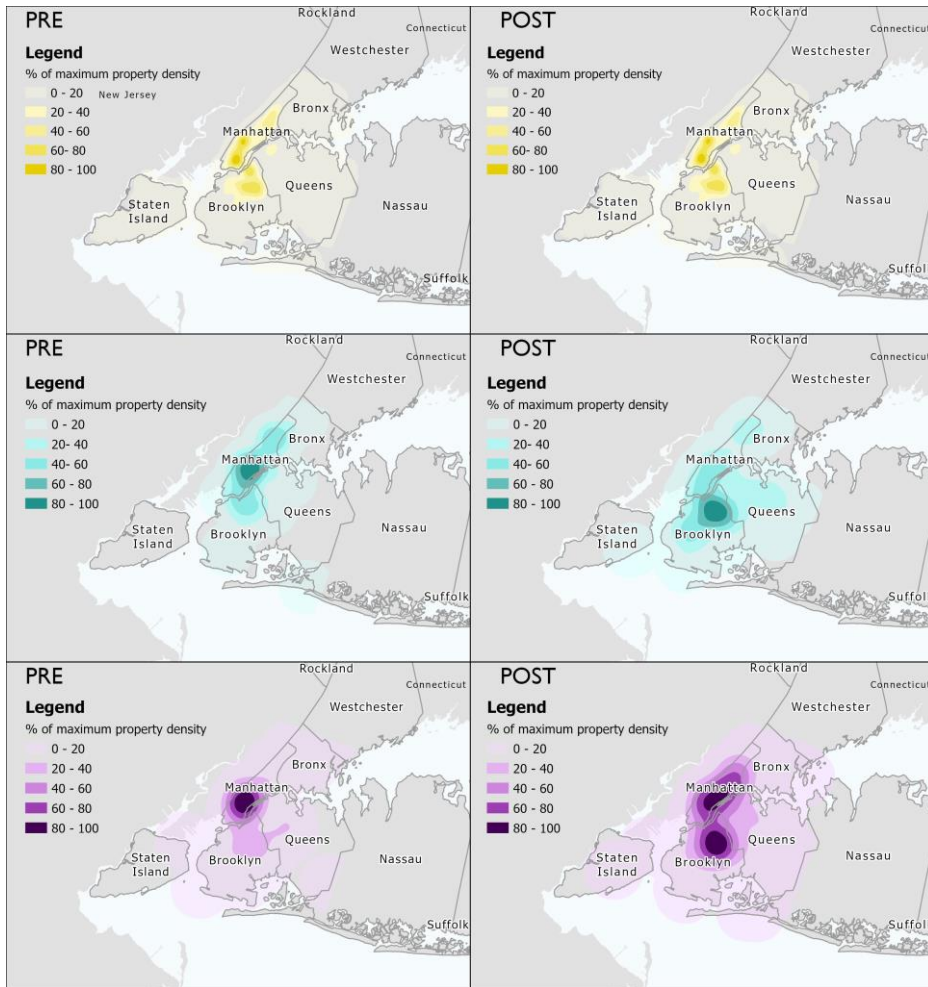 PRE
Rockland
Connecticut
Westchester
Legend
% of maximum property density
0 - 20
New Jersey
20 - 40
40 - 60
60 - 80
80 - 100
Bronx
Manhattan
Queens
Staten
Island
Brooklyn
Nassau
Suffolk
POST
Rockland
Connecticut
Westchester
Legend
% of maximum property density
0 - 20
20 - 40
40 - 60
60 - 80
80 - 100
Bronx
Manhattan
Queens
Staten
Island
Brooklyn
Nassau
Suffol
PRE
Rockland
Connecticut
Westchester
Legend
% of maximum property density
0 - 20
20 - 40
40 - 60
60 - 80
80 - 100
Bronx
Manhattan
Queens
Staten
Island
Brooklyn
Nassau
Suffolk
POST
Rockland
Connecticut
Westchester
Legend
% of maximum property density
0 - 20
20 - 40
40 - 60
60 - 80
80 - 100
Bronx
Manhattan
Queens
Staten
Island
Brooklyn
Nassau
Suffol
PRE
Rockland
Connecticut
Westchester
Legend
% of maximum property density
0 - 20
20 - 40
40 - 60
60 - 80
80 - 100
Bronx
Manhattan
Queens
Staten
Island
Brooklyn
Nassau
Suffolk
POST
Rockland
Connecticut
Westchester
Legend
% of maximum property density
0 - 20
20 - 40
40 - 60
60 - 80
80 - 100
Bronx
Manhattan
Queens
Staten
Island
Brooklyn
Nassau
Suffol